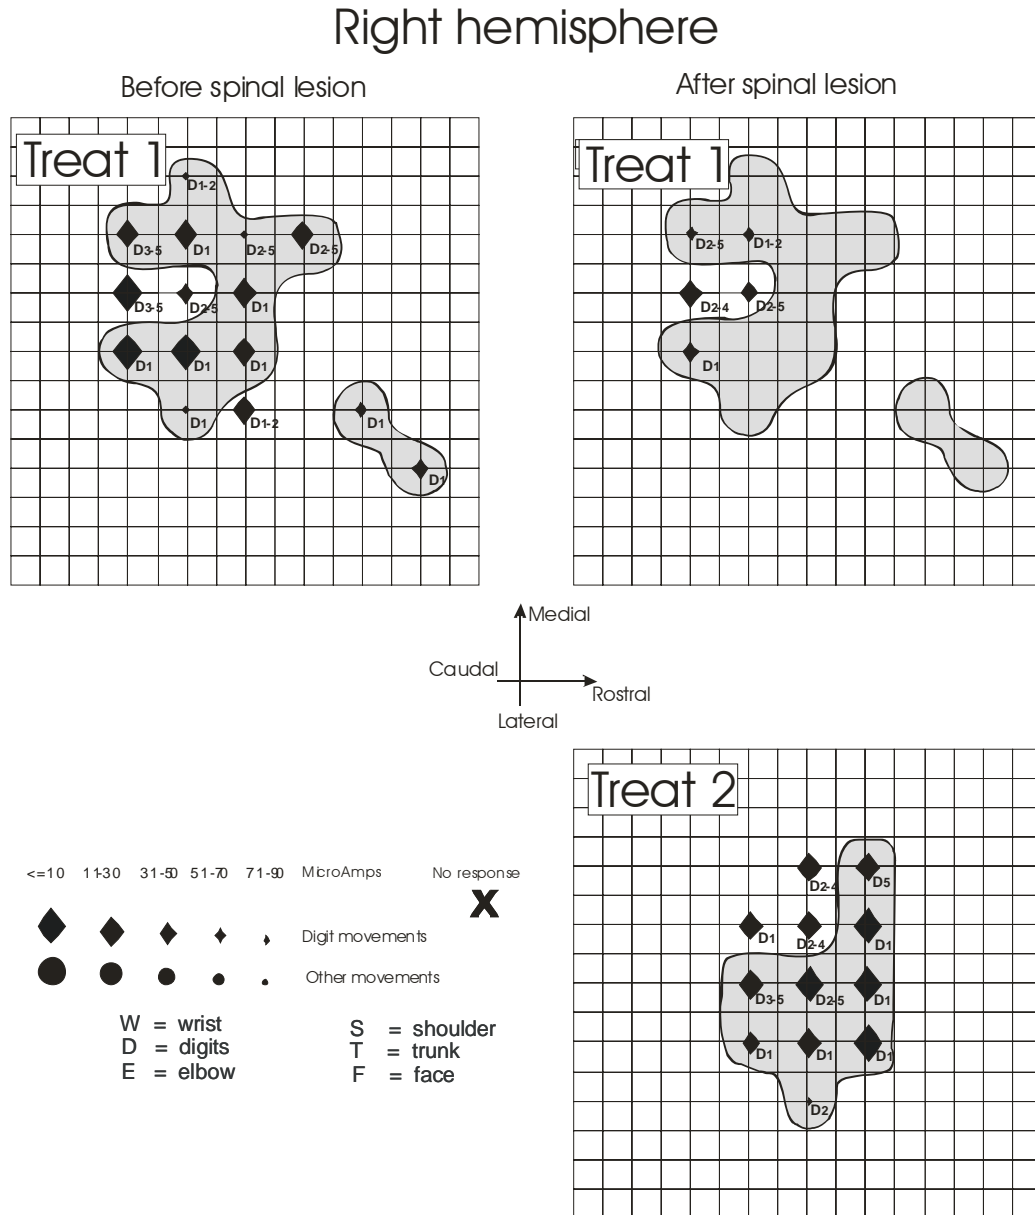 Right hemisphere
Before spinal lesion
After spinal lesion
Treat 1
D1-2
D3-5 D1 D2-5 D2-5
D3-5 D2-5 D1
D1 D1 D1
D1 D1-2 D1
D1
Treat 1
D2-5 D1-2
D2-4 D2-5
D1
Medial
Caudal
Rostral
Lateral
Treat 2
D2-4 D5
D1 D2-4 D1
D3-5 D2-5 D1
D1 D1 D1
D2
<=10 11-30 31-50 51-70 71-90 MicroAmps No response
X
Digit movements
Other movements
W = wrist S = shoulder
D = digits T = trunk
E = elbow F = face